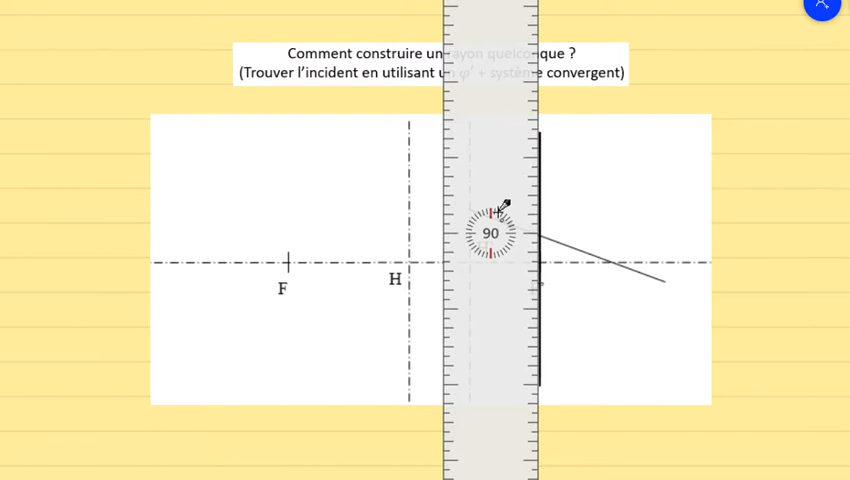 Comment construire un rayon quelconque ?
(Trouver l’incident en utilisant un φ’ + système convergent)
90
H
F